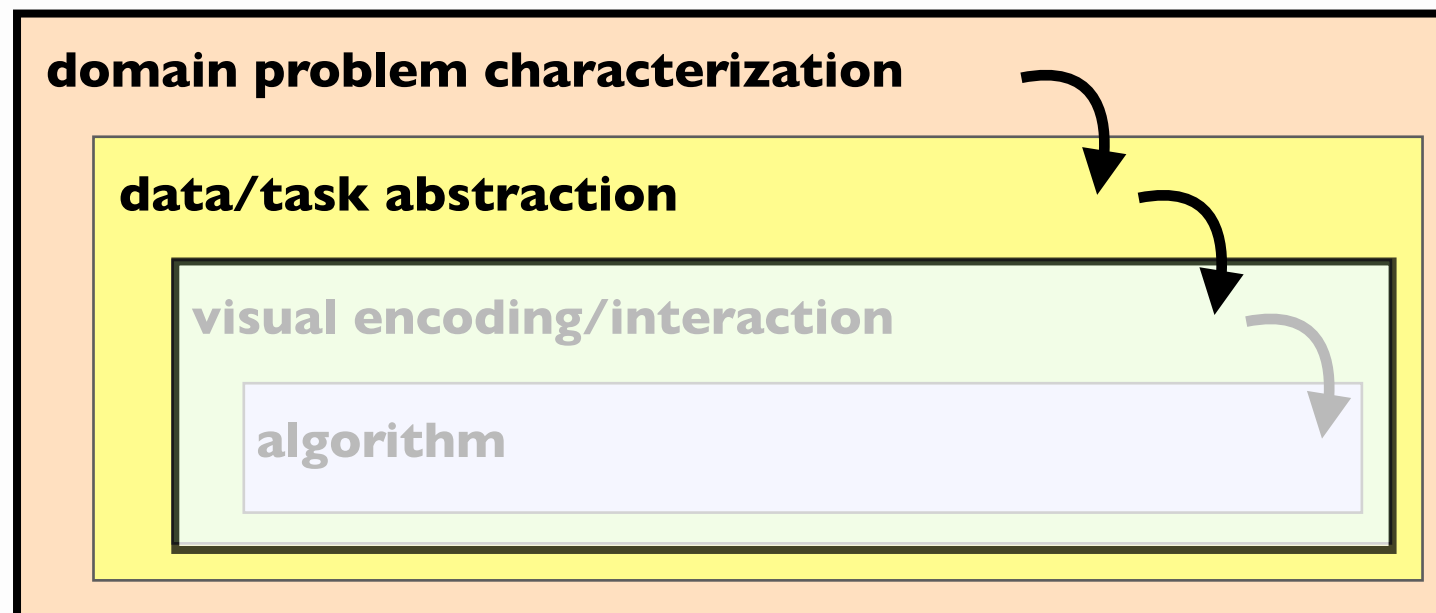 domain problem characterization
data/task abstraction
visual encoding/interaction
algorithm